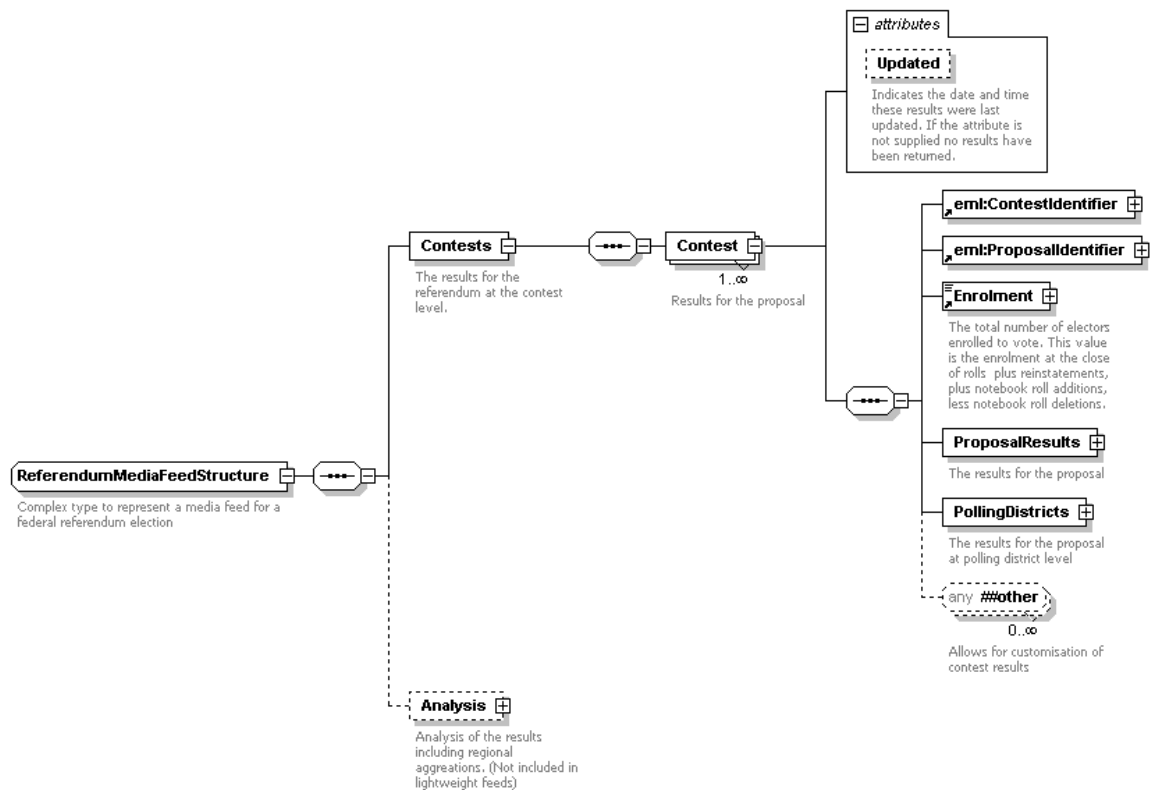 attributes
Updated
Indicates the date and time
these results were last
updated. If the attribute is
not supplied no results have
been returned.
eml:ContestIdentifier
Contests
Contest
eml:ProposalIdentifier
1..∞
The results for the
referendum at the contest
level.
Results for the proposal
Enrolment
The total number of electors
enrolled to vote. This value
is the enrolment at the close
of rolls plus reinstatements,
plus notebook roll additions,
less notebook roll deletions.
ReferendumMediaFeedStructure
Complex type to represent a media feed for a
federal referendum election
ProposalResults
The results for the proposal
PollingDistricts
The results for the proposal
at polling district level
any ##other
0..∞
Allows for customisation of
contest results
Analysis
Analysis of the results
including regional
aggreations. (Not included in
lightweight feeds)